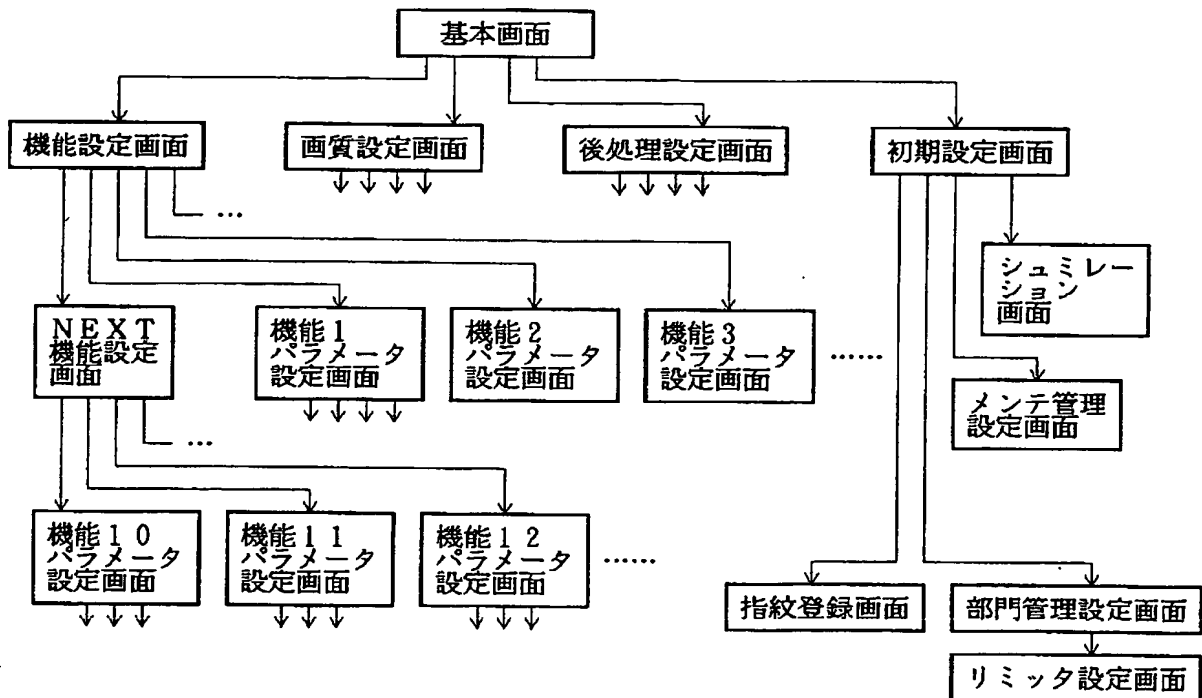 基本画面
機能設定画面
画質設定画面
後処理設定画面
初期設定画面
…
シュミレー
ション
画面
NEXT
機能設定
画面
機能1
パラメータ
設定画面
機能2
パラメータ
設定画面
機能3
パラメータ
設定画面
……
メンテ管理
設定画面
…
機能10
パラメータ
設定画面
機能11
パラメータ
設定画面
機能12
パラメータ
設定画面
……
指紋登録画面
部門管理設定画面
リミッタ設定画面